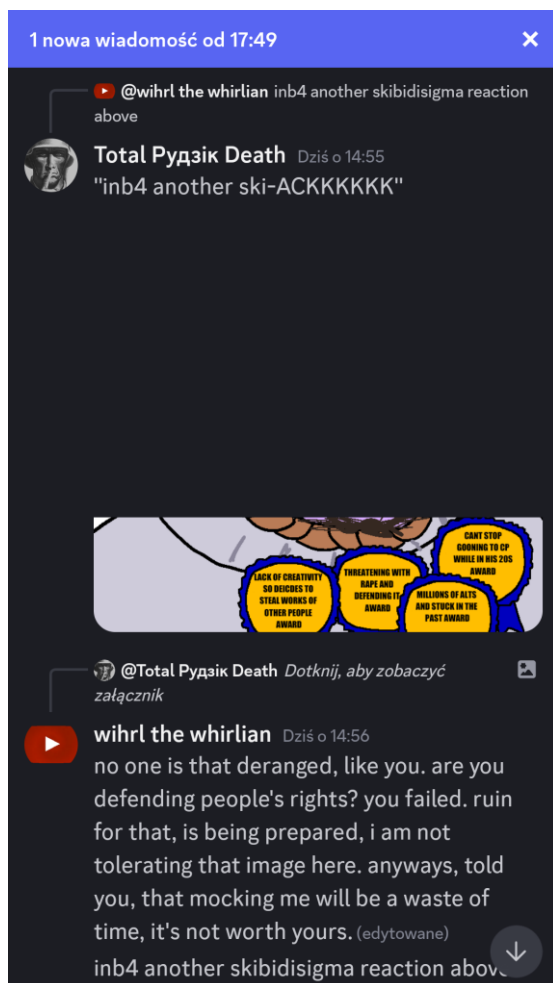 1 nowa wiadomość od 17:49
@wihrl the whirlian inb4 another skibidisigma reaction
above
Total Рудзік Death Dziś o 14:55
"inb4 another ski-ACKKKKKK"
CANT STOP
GOONING TO CP
WHILE IN HIS 20S
AWARD
LACK OF CREATIVITY
SO DEICDES TO
STEAL WORKS OF
OTHER PEOPLE
AWARD
THREATENING WITH
RAPE AND
DEFENDING IT
AWARD
MILLIONS OF ALTS
AND STUCK IN THE
PAST AWARD
@Total Рудзік Death Dotknij, aby zobaczyć
załącznik
wihrl the whirlian Dziś o 14:56
no one is that deranged, like you. are you
defending people's rights? you failed. ruin
for that, is being prepared, i am not
tolerating that image here. anyways, told
you, that mocking me will be a waste of
time, it's not worth yours. (edytowane)
inb4 another skibidisigma reaction abov